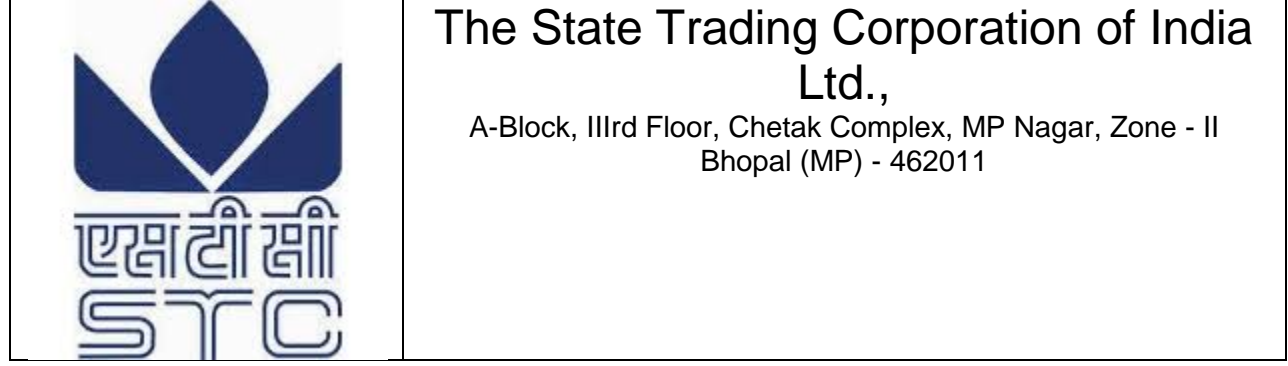 एस टी सी
STC
The State Trading Corporation of India
Ltd.,
A-Block, IIIrd Floor, Chetak Complex, MP Nagar, Zone - II
Bhopal (MP) - 462011